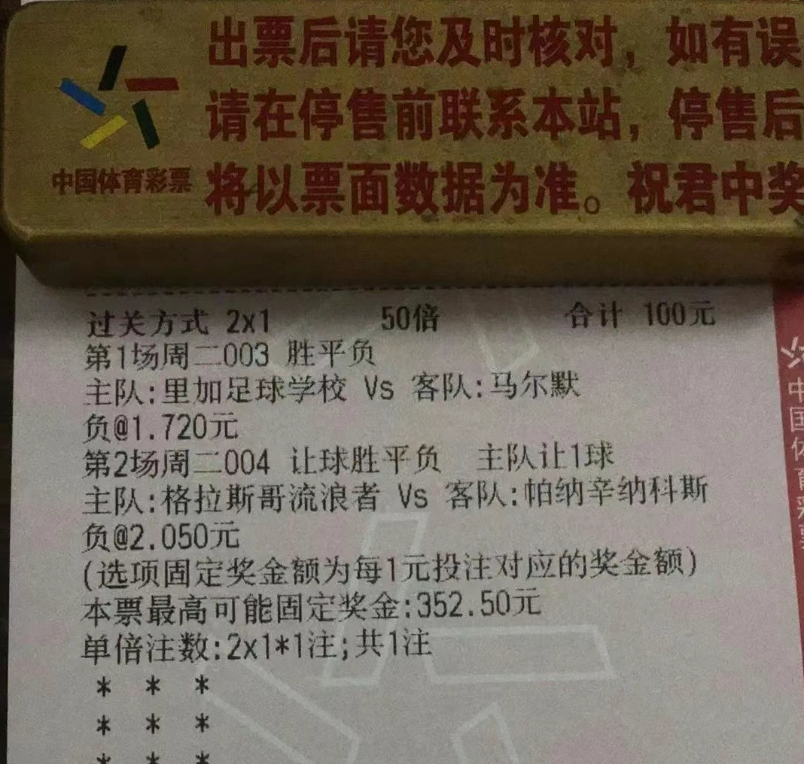 出票后请您及时核对，如有误
请在停售前联系本站，停售后
中国体育彩票
将以票面数据为准。祝君中奖
过关方式 2x1 50倍 合计 100元
第1场周二003 胜平负
主队:里加足球学校 Vs 客队:马尔默
负@1.720元
第2场周二004 让球胜平负 主队让1球
主队:格拉斯哥流浪者 Vs 客队:帕纳辛纳科斯
负@2.050元
(选项固定奖金额为每1元投注对应的奖金额)
本票最高可能固定奖金:352.50元
单倍注数:2x1*1注;共1注
* * *
* * *
* * *
中国体育彩票